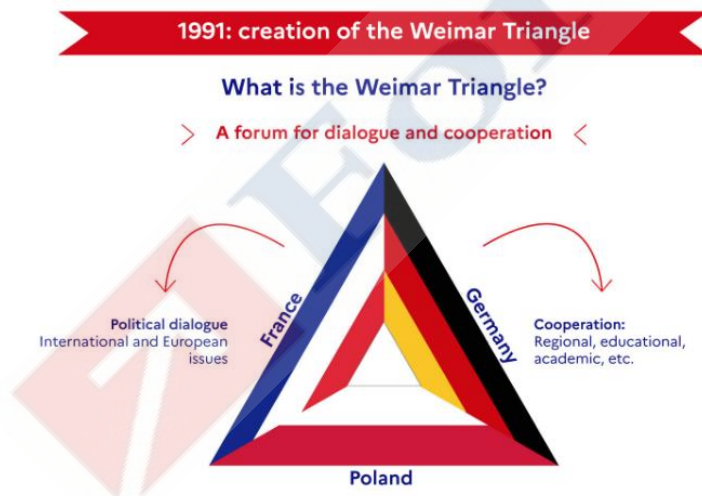 1991: creation of the Weimar Triangle
What is the Weimar Triangle?
A forum for dialogue and cooperation
Political dialogue
International and European
issues
France
Germany
Cooperation:
Regional, educational,
academic, etc.
Poland